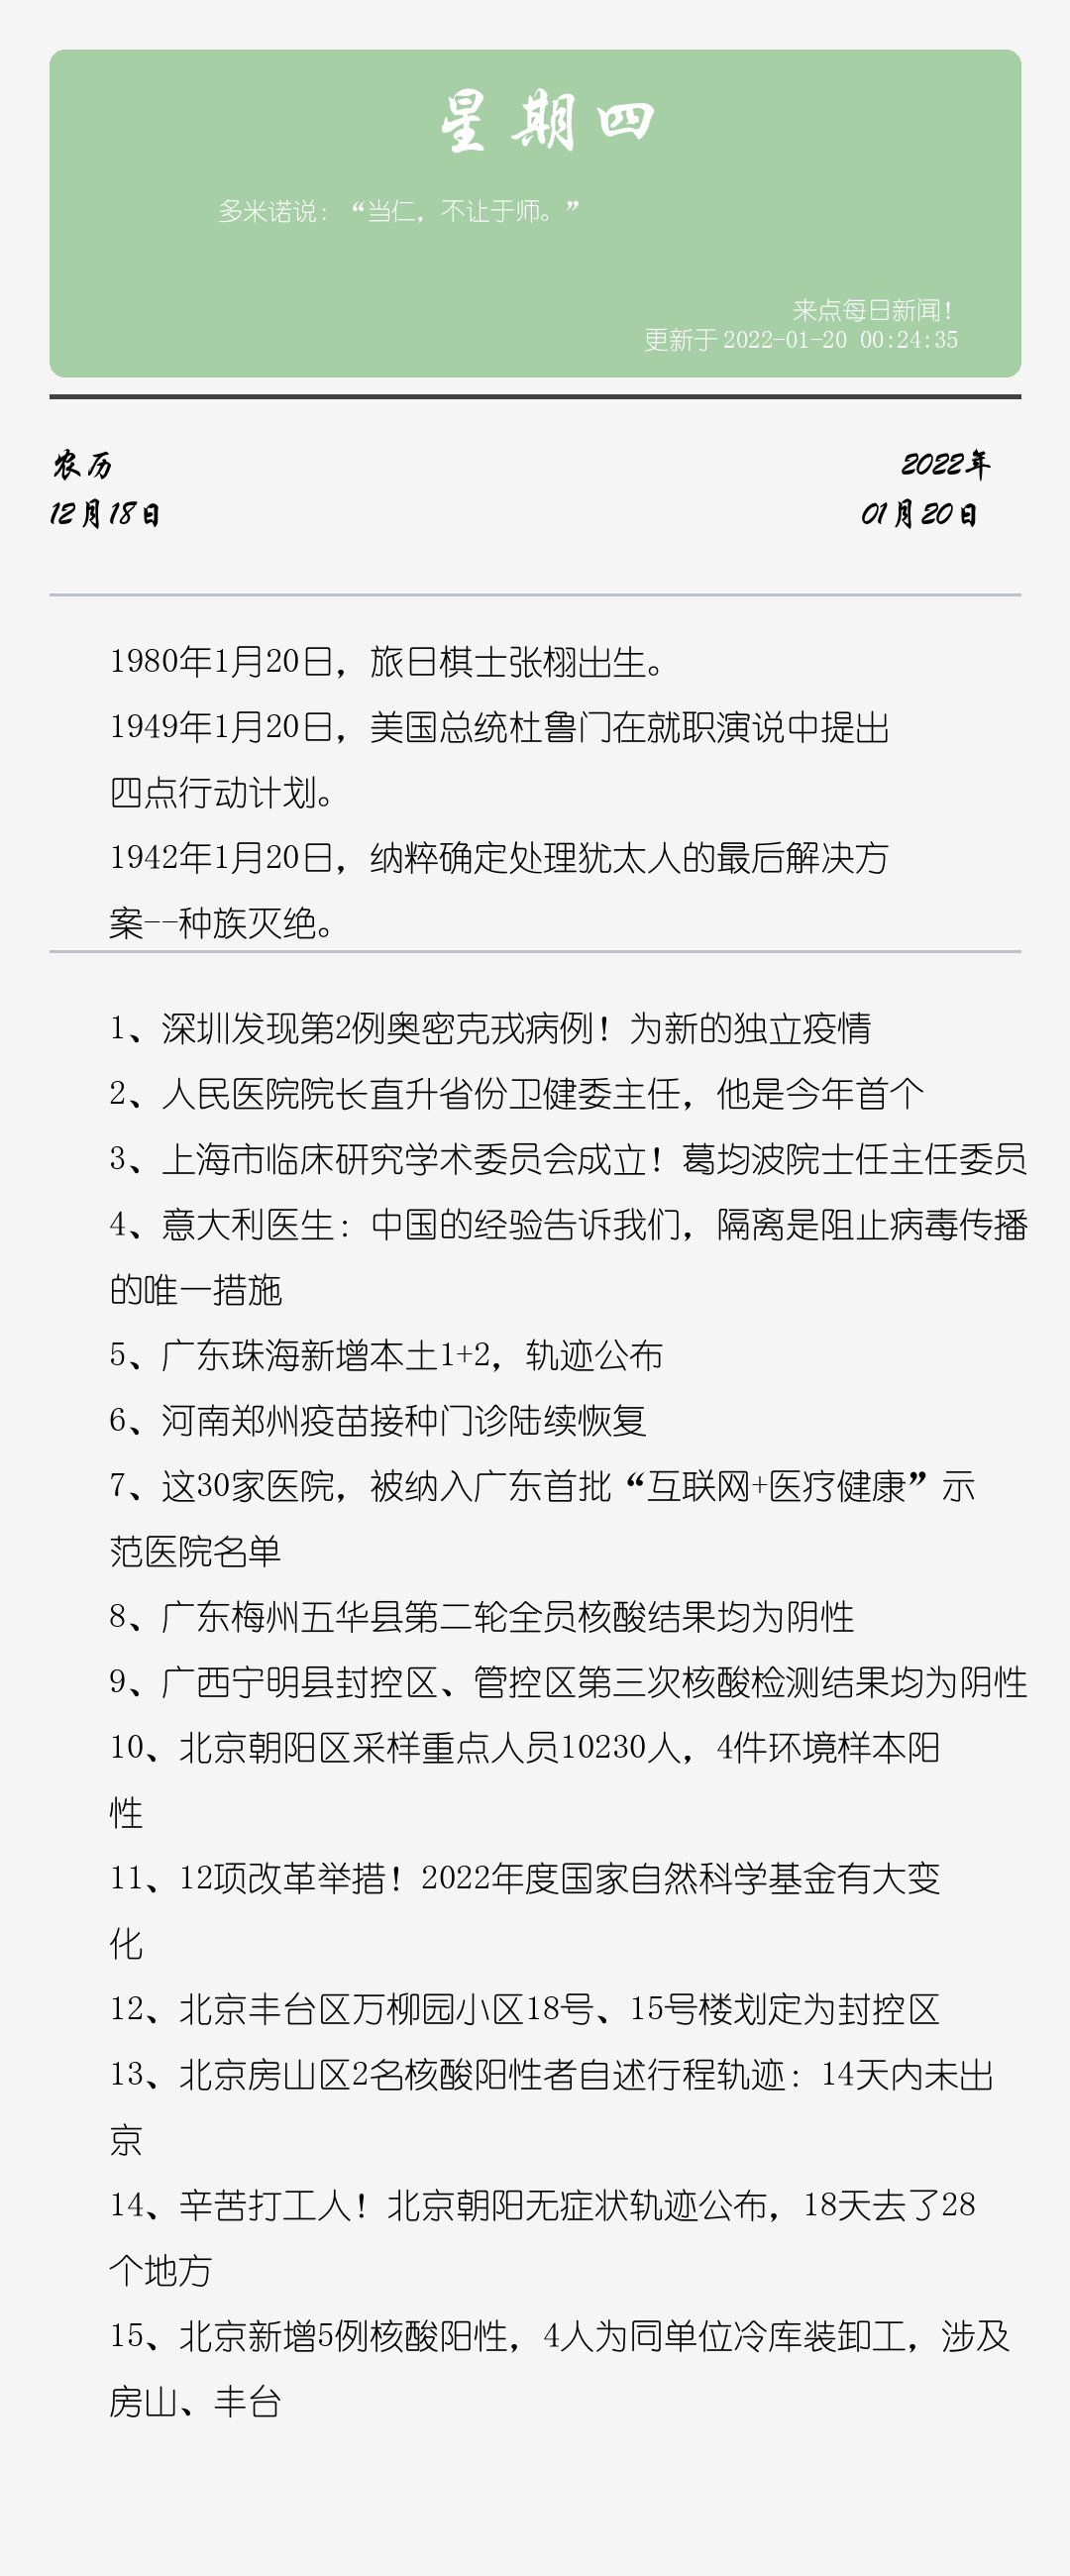 星期四
多米诺说：“当仁，不让于师。”
来点每日新闻！
更新于 2022-01-20 00:24:35
农历
2022年
12月18日
01月20日
1980年1月20日，旅日棋士张栩出生。
1949年1月20日，美国总统杜鲁门在就职演说中提出
四点行动计划。
1942年1月20日，纳粹确定处理犹太人的最后解决方
案--种族灭绝。
1、深圳发现第2例奥密克戎病例！为新的独立疫情
2、人民医院院长直升省份卫健委主任，他是今年首个
3、上海市临床研究学术委员会成立！葛均波院士任主任委员
4、意大利医生：中国的经验告诉我们，隔离是阻止病毒传播
的唯一措施
5、广东珠海新增本土1+2，轨迹公布
6、河南郑州疫苗接种门诊陆续恢复
7、这30家医院，被纳入广东首批“互联网+医疗健康”示
范医院名单
8、广东梅州五华县第二轮全员核酸结果均为阴性
9、广西宁明县封控区、管控区第三次核酸检测结果均为阴性
10、北京朝阳区采样重点人员10230人，4件环境样本阳
性
11、12项改革举措！2022年度国家自然科学基金有大变
化
12、北京丰台区万柳园小区18号、15号楼划定为封控区
13、北京房山区2名核酸阳性者自述行程轨迹：14天内未出
京
14、辛苦打工人！北京朝阳无症状轨迹公布，18天去了28
个地方
15、北京新增5例核酸阳性，4人为同单位冷库装卸工，涉及
房山、丰台